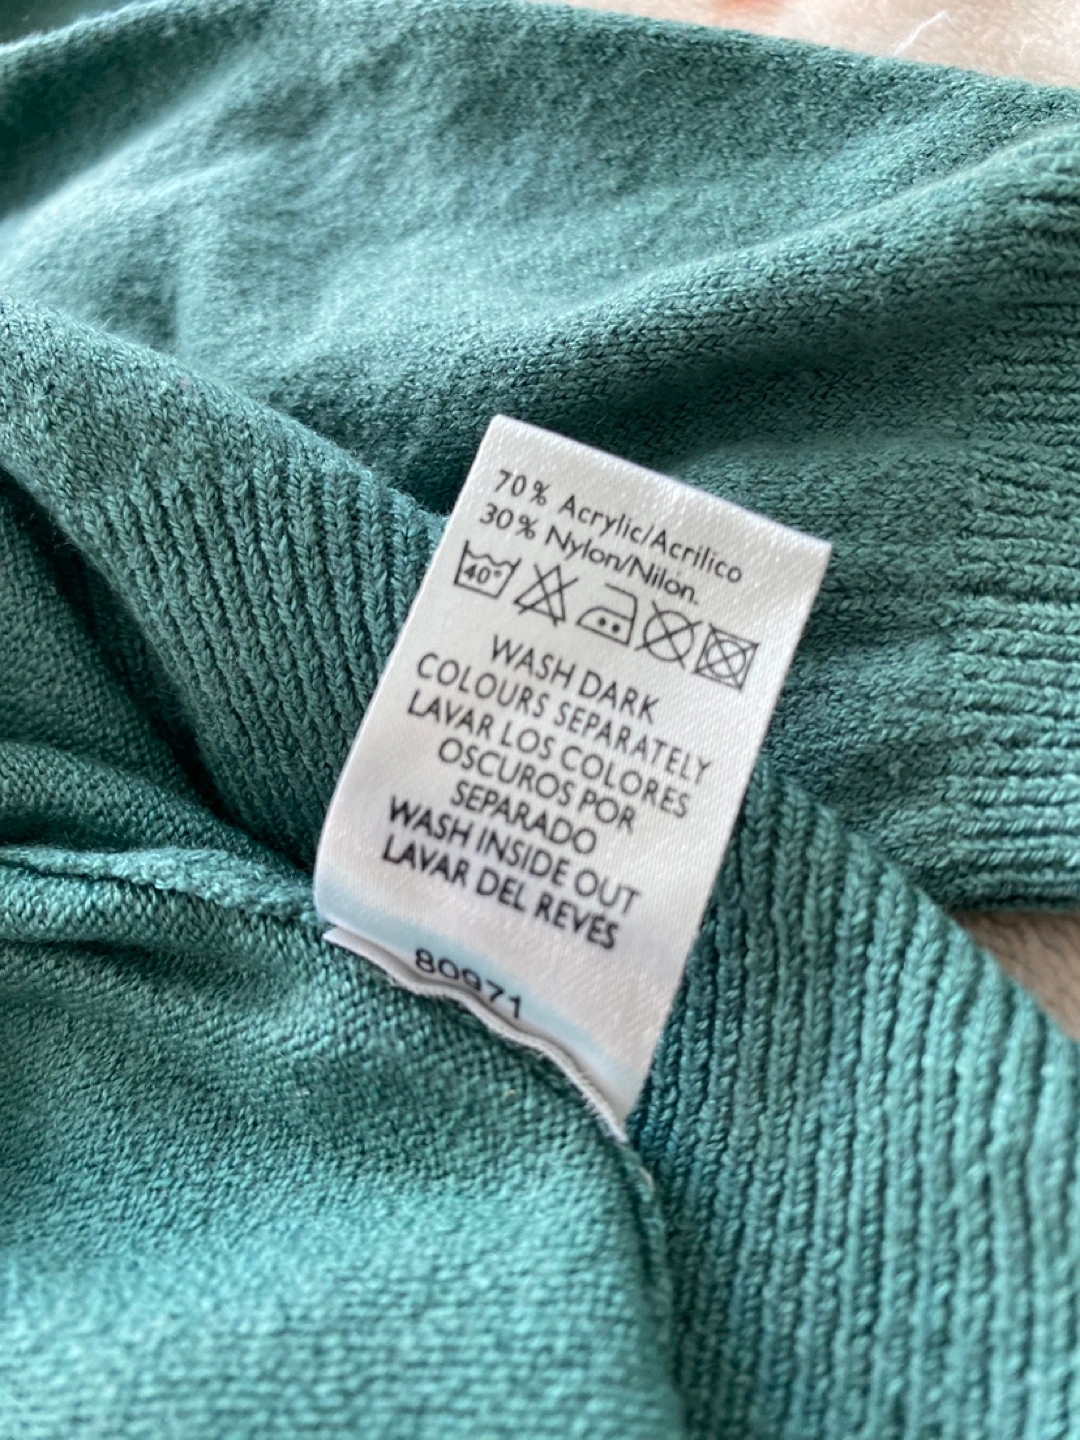 70% Acrylic/Acrilico
30% Nylon/Nilon.
40°
WASH DARK
COLOURS SEPARATELY
LAVAR LOS COLORES
OSCUROS POR
SEPARADO
WASH INSIDE OUT
LAVAR DEL REVÉS
80971